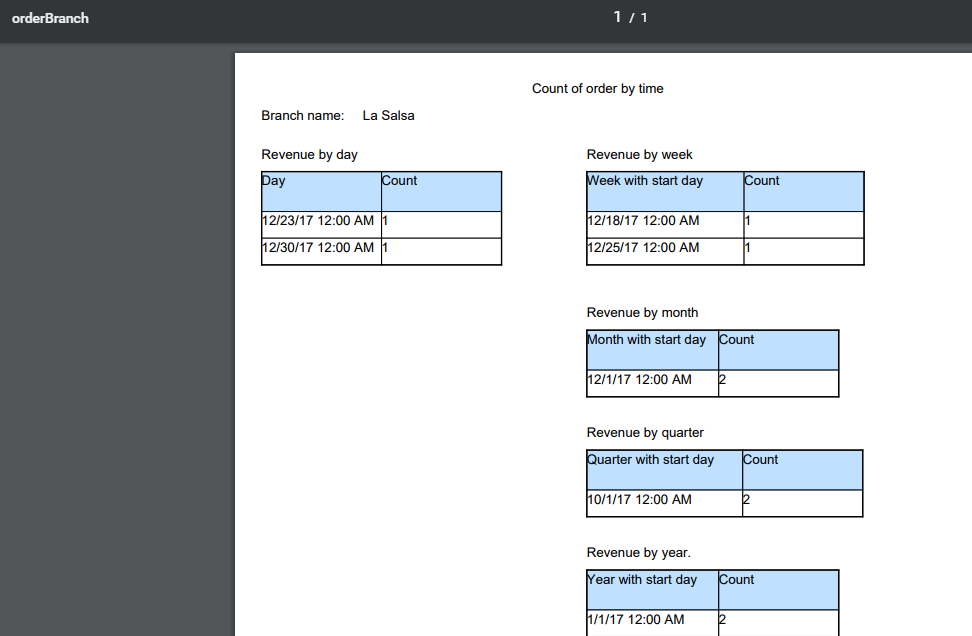 orderBranch
1 / 1
Count of order by time
Branch name: La Salsa
Revenue by day
Day Count
12/23/17 12:00 AM 1
12/30/17 12:00 AM 1
Revenue by week
Week with start day Count
12/18/17 12:00 AM 1
12/25/17 12:00 AM 1
Revenue by month
Month with start day Count
12/1/17 12:00 AM 2
Revenue by quarter
Quarter with start day Count
10/1/17 12:00 AM 2
Revenue by year.
Year with start day Count
1/1/17 12:00 AM 2